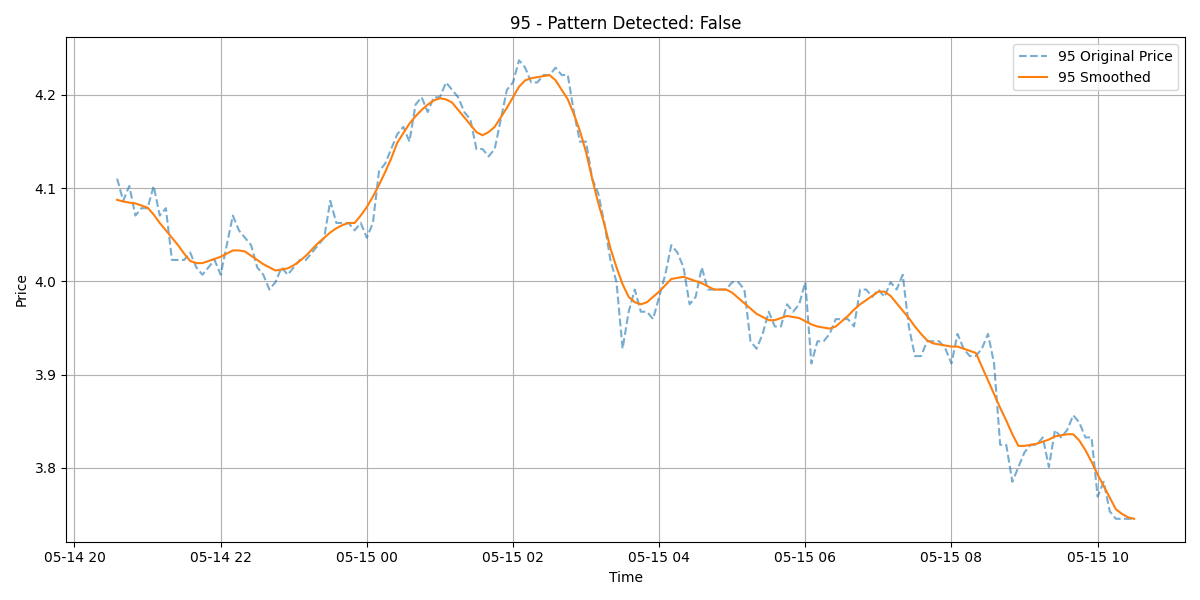 95 - Pattern Detected: False
95 Original Price
95 Smoothed
Price
4.2
4.1
4.0
3.9
3.8
05-14 20
05-14 22
05-15 00
05-15 02
05-15 04
05-15 06
05-15 08
05-15 10
Time